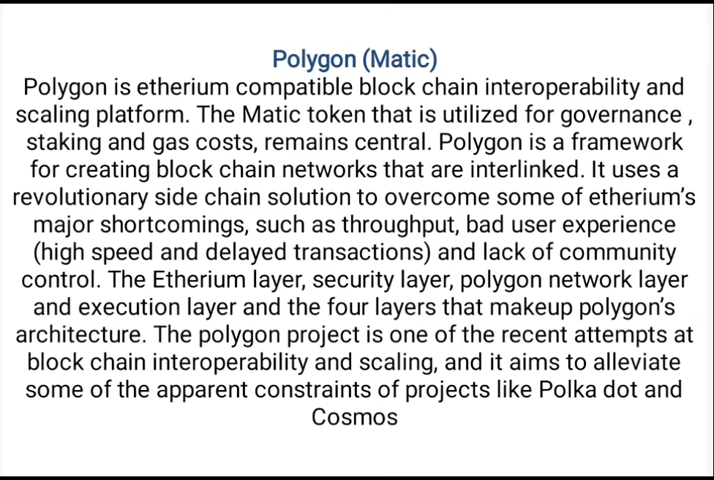 Polygon (Matic)
Polygon is etherium compatible block chain interoperability and
scaling platform. The Matic token that is utilized for governance ,
staking and gas costs, remains central. Polygon is a framework
for creating block chain networks that are interlinked. It uses a
revolutionary side chain solution to overcome some of etherium's
major shortcomings, such as throughput, bad user experience
(high speed and delayed transactions) and lack of community
control. The Etherium layer, security layer, polygon network layer
and execution layer and the four layers that makeup polygon's
architecture. The polygon project is one of the recent attempts at
block chain interoperability and scaling, and it aims to alleviate
some of the apparent constraints of projects like Polka dot and
Cosmos